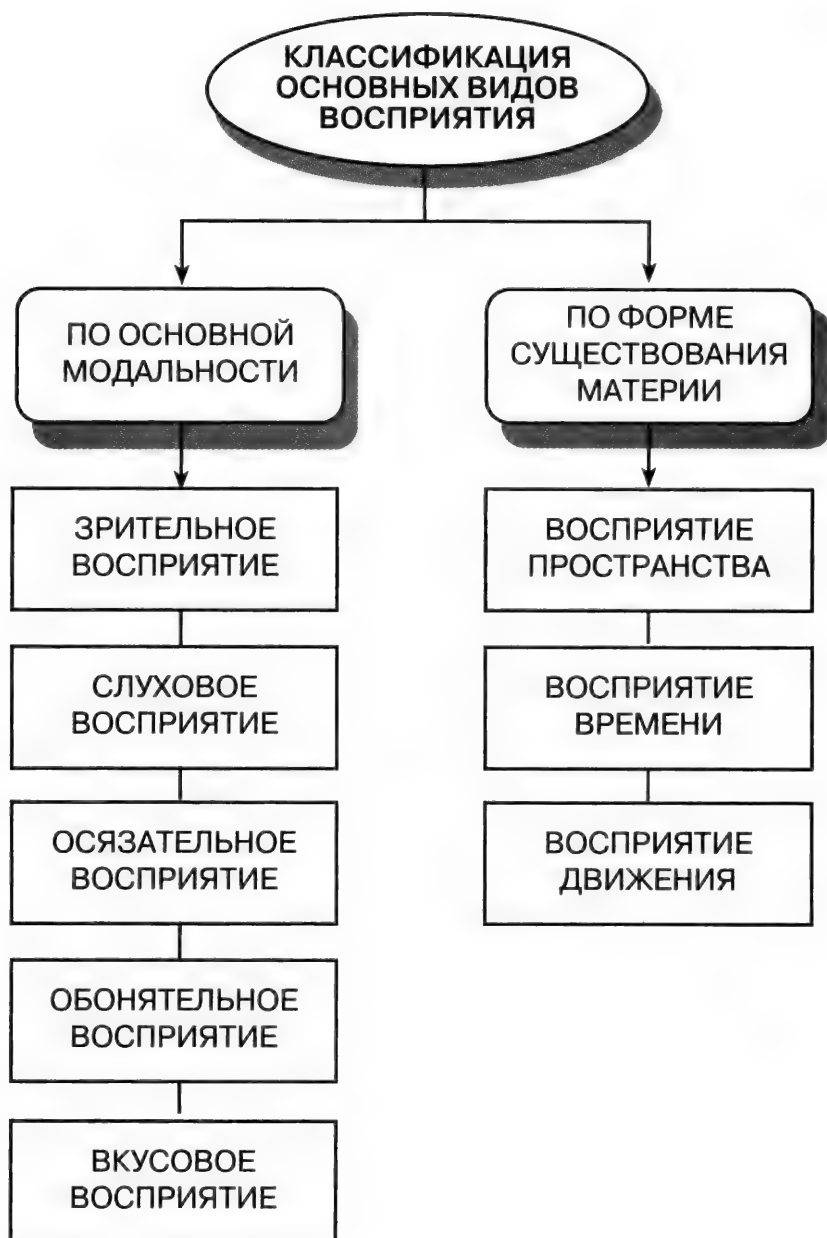 КЛАССИФИКАЦИЯ
ОСНОВНЫХ ВИДОВ
ВОСПРИЯТИЯ
ПО ОСНОВНОЙ
МОДАЛЬНОСТИ
ЗРИТЕЛЬНОЕ
ВОСПРИЯТИЕ
СЛУХОВОЕ
ВОСПРИЯТИЕ
ОСЯЗАТЕЛЬНОЕ
ВОСПРИЯТИЕ
ОБОНЯТЕЛЬНОЕ
ВОСПРИЯТИЕ
ВКУСОВОЕ
ВОСПРИЯТИЕ
ПО ФОРМЕ
СУЩЕСТВОВАНИЯ
МАТЕРИИ
ВОСПРИЯТИЕ
ПРОСТРАНСТВА
ВОСПРИЯТИЕ
ВРЕМЕНИ
ВОСПРИЯТИЕ
ДВИЖЕНИЯ